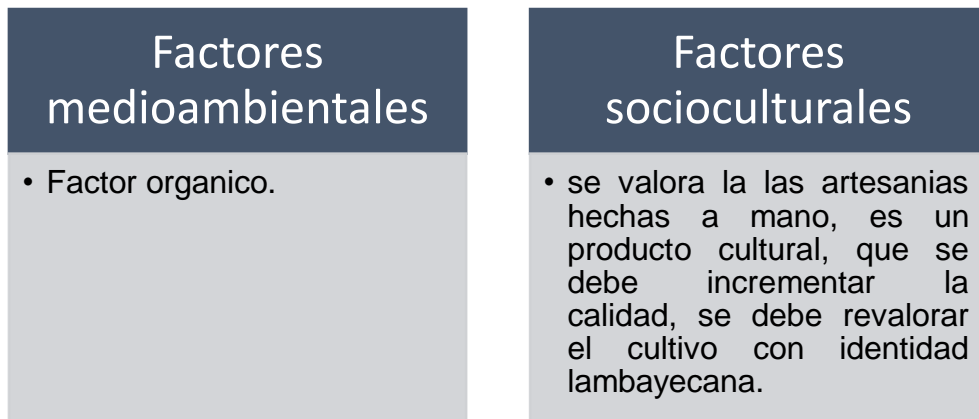 Factores
medioambientales
• Factor organico.
Factores
socioculturales
• se valora la las artesanias
hechas a mano, es un
producto cultural, que se
debe incrementar la
calidad, se debe revalorar
el cultivo con identidad
lambayecana.